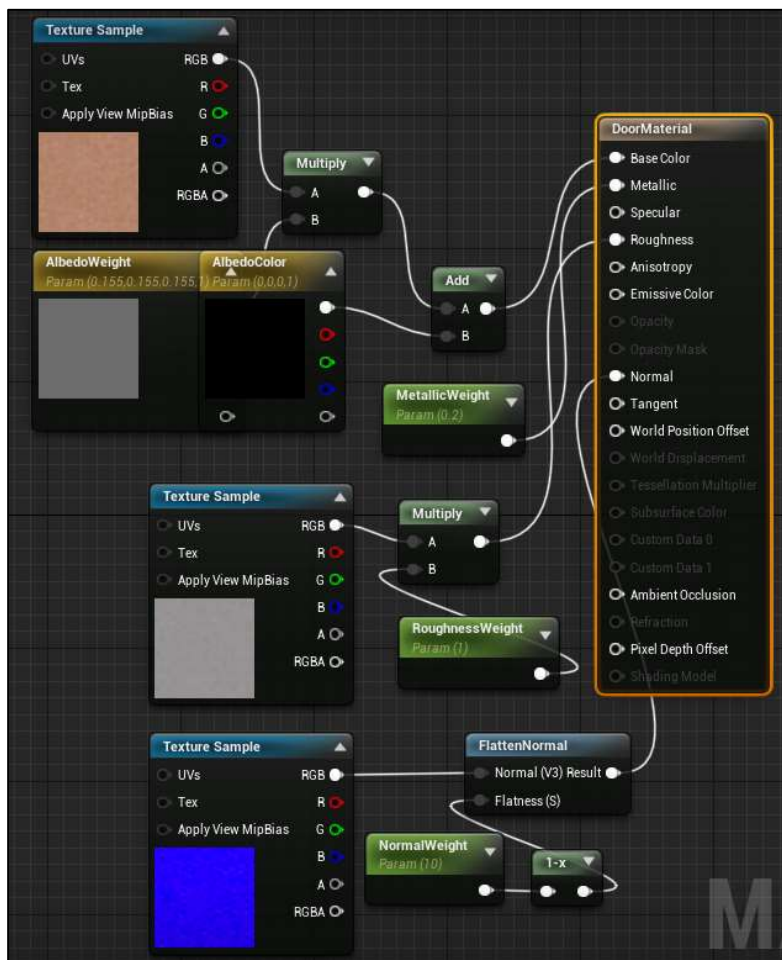 Texture Sample
UVs
RGB
Tex
R
Apply View MipBias
G
B
A
RGBA
Multiply
A
B
AlbedoWeight
Param (0.155,0.155,0.155,1)
AlbedoColor
Param (0,0,0,1)
Add
A
B
MetallicWeight
Param (0.2)
DoorMaterial
Base Color
Metallic
Specular
Roughness
Anisotropy
Emissive Color
Opacity
Opacity Mask
Normal
Tangent
World Position Offset
World Displacement
Tessellation Multiplier
Subsurface Color
Custom Data 0
Custom Data 1
Ambient Occlusion
Refraction
Pixel Depth Offset
Shading Model
Texture Sample
UVs
RGB
Tex
R
Apply View MipBias
G
B
A
RGBA
Multiply
A
B
RoughnessWeight
Param (1)
Texture Sample
UVs
RGB
Tex
R
Apply View MipBias
G
B
A
RGBA
FlattenNormal
Normal (V3) Result
Flatness (S)
NormalWeight
Param (10)
1-x
M